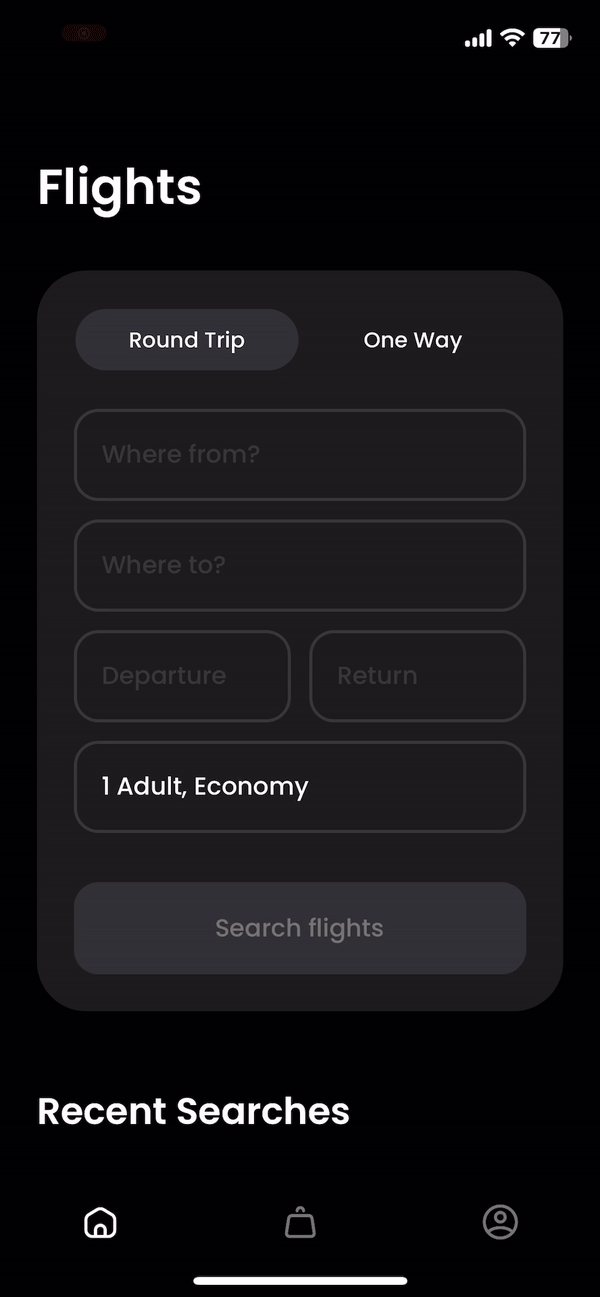 77
Flights
Round Trip One Way
Where from?
Where to?
Departure Return
1 Adult, Economy
Search flights
Recent Searches